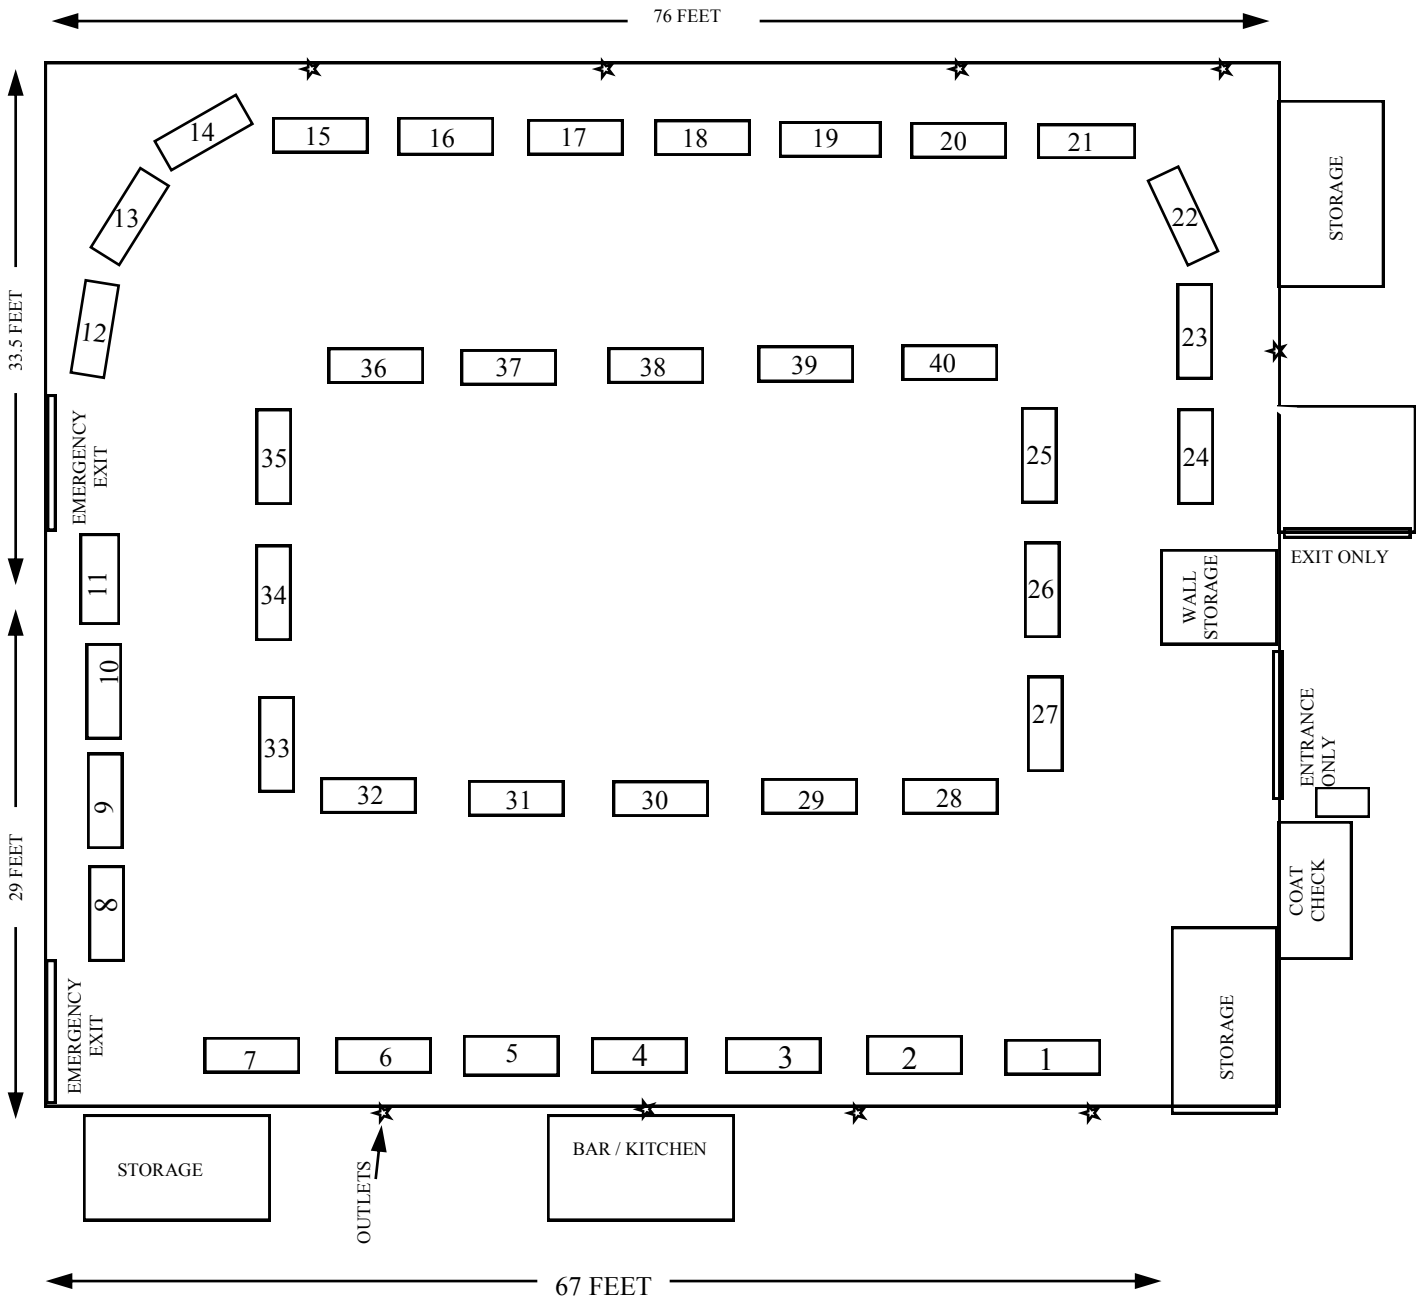 76 FEET
14
15
16
17
18
19
20
21
STORAGE
13
22
33.5 FEET
12
23
36
37
38
39
40
EMERGENCY
EXIT
35
25
24
EXIT ONLY
11
34
26
WALL
STORAGE
10
33
27
ENTRANCE
ONLY
9
32
31
30
29
28
29 FEET
8
COAT
CHECK
EMERGENCY
EXIT
7
6
5
4
3
2
1
STORAGE
STORAGE
OUTLETS
BAR / KITCHEN
67 FEET